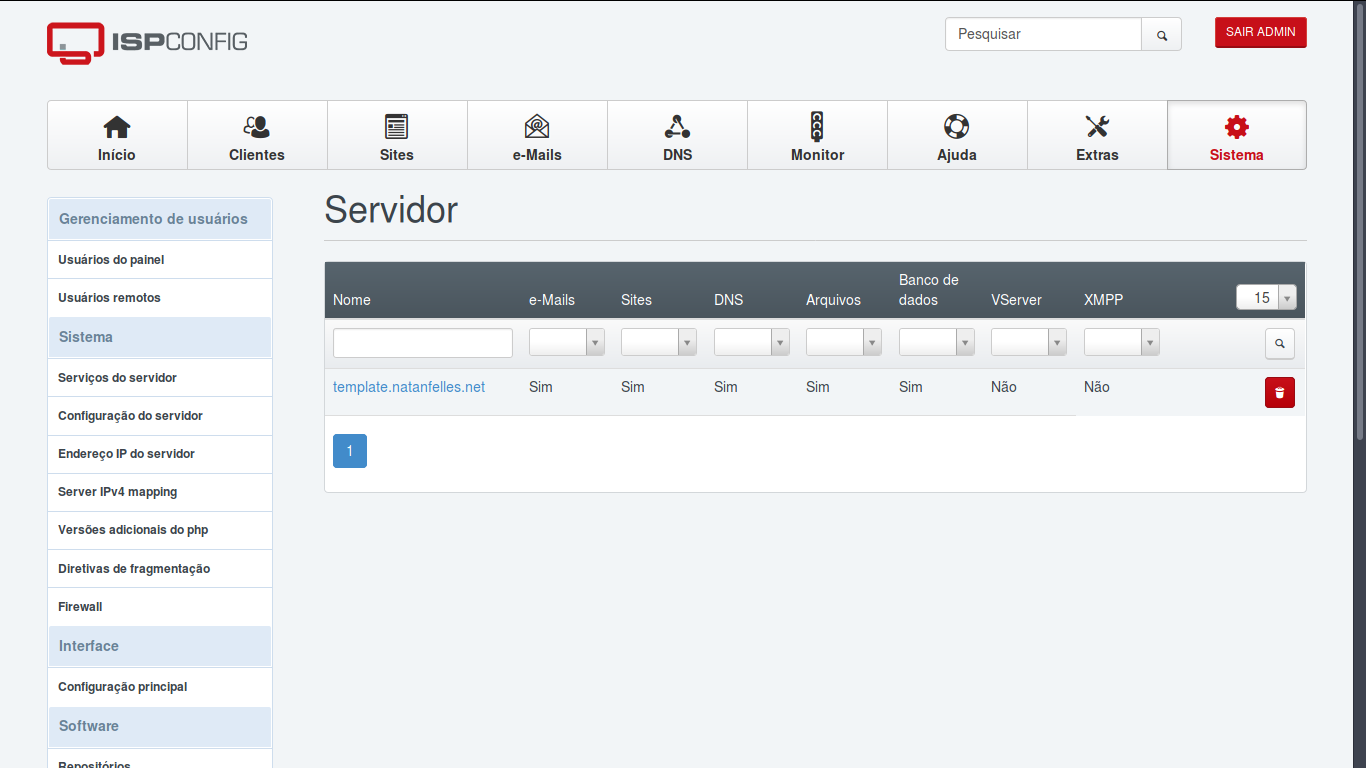 ISPCONFIG
Pesquisar
SAIR ADMIN
Início
Clientes
Sites
e-Mails
DNS
Monitor
Ajuda
Extras
Sistema
Gerenciamento de usuários
Usuários do painel
Usuários remotos
Sistema
Serviços do servidor
Configuração do servidor
Endereço IP do servidor
Server IPv4 mapping
Versões adicionais do php
Diretivas de fragmentação
Firewall
Interface
Configuração principal
Software
Repositórios
Servidor
Nome e-Mails Sites DNS Arquivos Banco de dados VServer XMPP 15
template.natanfelles.net Sim Sim Sim Sim Sim Não Não
1